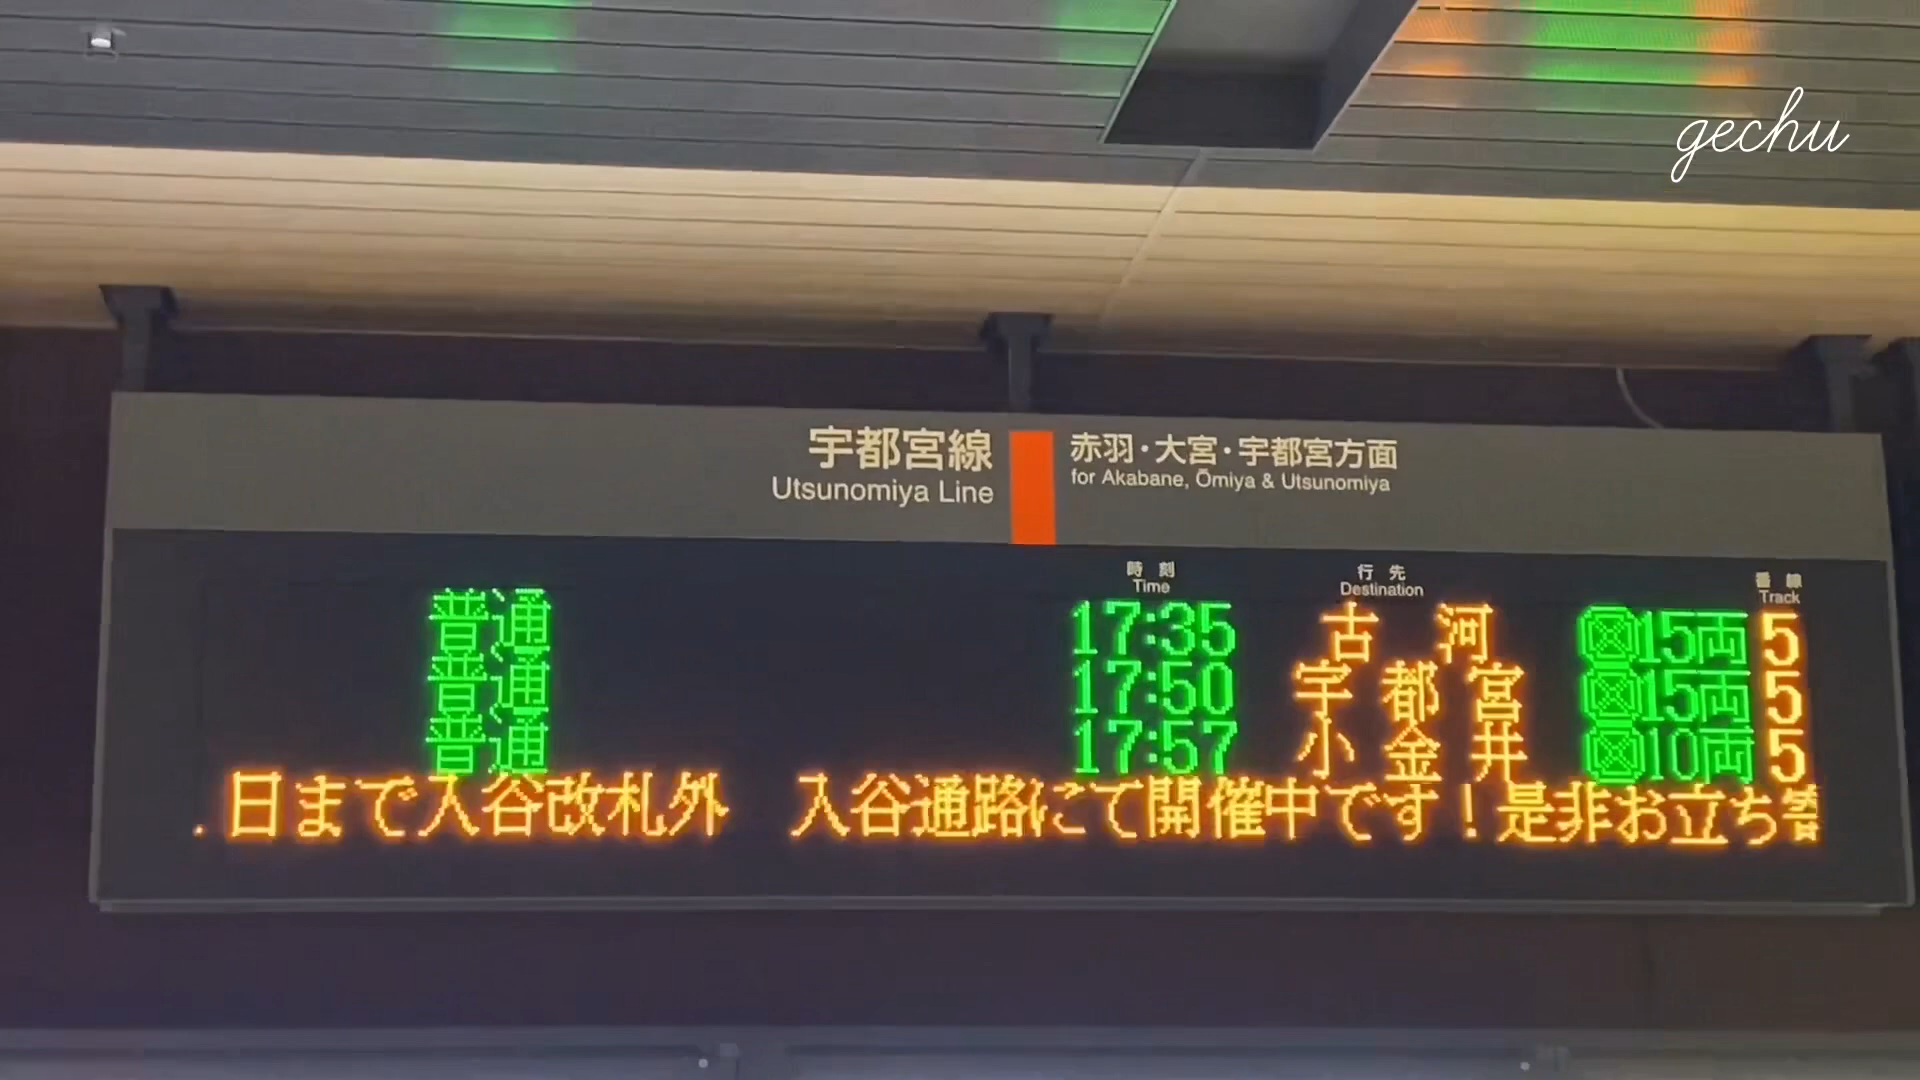 gechu
宇都宮線 赤羽・大宮・宇都宮方面
Utsunomiya Line for Akabane, Ōmiya & Utsunomiya
時刻 行先 番線
Time Destination Track
普通 17:35 古河 15両 5
普通 17:50 宇都宮 15両 5
普通 17:57 小金井 10両 5
日まで入谷改札外 入谷通路にて開催中です！是非お立ち